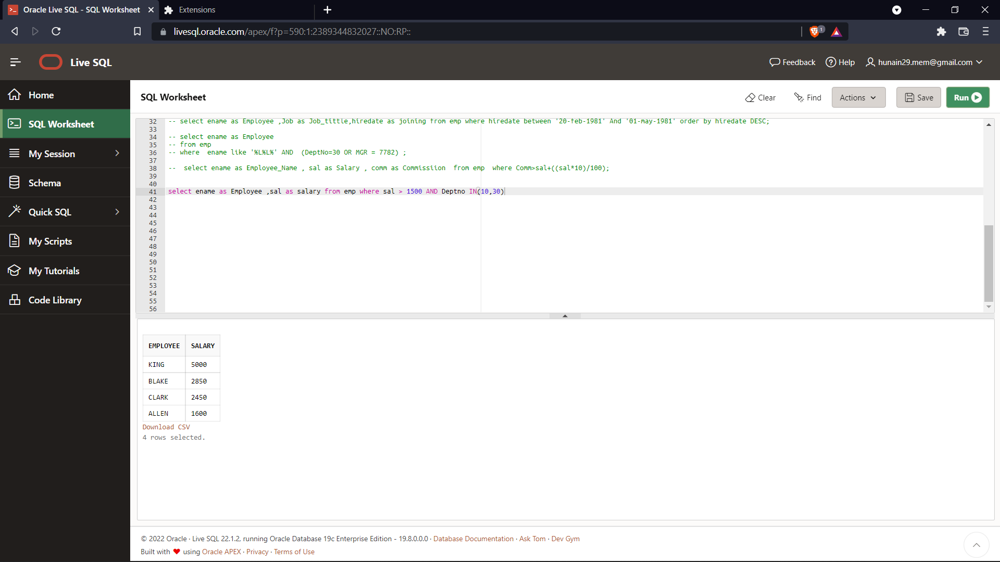 Oracle Live SQL - SQL Worksheet
Extensions
livesql.oracle.com/apex/f?p=590:1:2389344832027::NO:RP::
1
Live SQL
Feedback
Help
hunain29.mem@gmail.com
Home
SQL Worksheet
My Session
Schema
Quick SQL
My Scripts
My Tutorials
Code Library
SQL Worksheet
Clear
Find
Actions
Save
Run
32 -- select ename as Employee ,Job as Job_tittle,hiredate as joining from emp where hiredate between '20-feb-1981' And '01-may-1981' order by hiredate DESC;
33
34 -- select ename as Employee
35 -- from emp
36 -- where  ename like '%L%L%' AND  (DeptNo=30 OR MGR = 7782) ;
37
38 --  select ename as Employee_Name , sal as Salary , comm as Commissiion  from emp  where Comm>sal+((sal*10)/100);
39
40
41 select ename as Employee ,sal as salary from emp where sal > 1500 AND Deptno IN(10,30)
42
43
44
45
46
47
48
49
50
51
52
53
54
55
56
EMPLOYEE SALARY
KING 5000
BLAKE 2850
CLARK 2450
ALLEN 1600
Download CSV
4 rows selected.
© 2022 Oracle · Live SQL 22.1.2, running Oracle Database 19c Enterprise Edition - 19.8.0.0.0 · Database Documentation · Ask Tom · Dev Gym
Built with ❤ using Oracle APEX · Privacy · Terms of Use